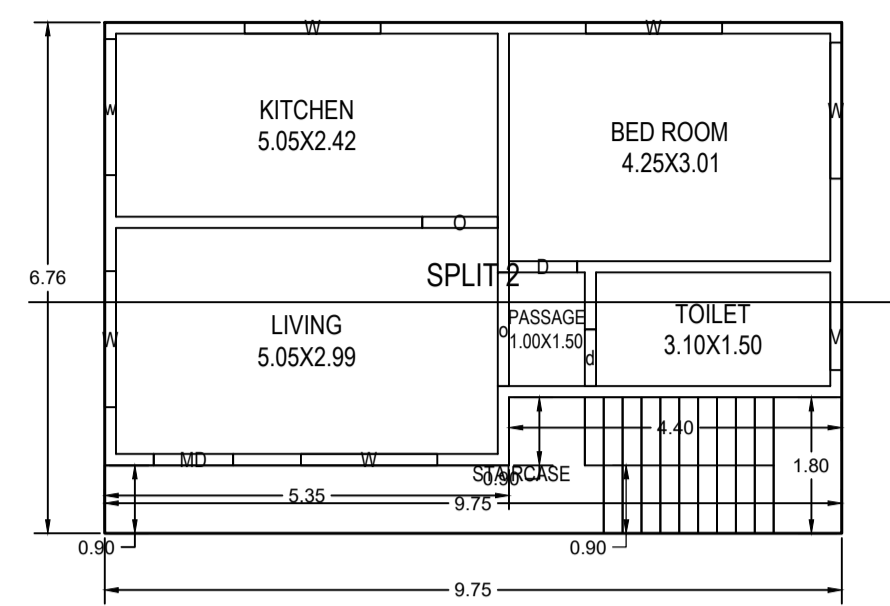 W
W
w
KITCHEN
5.05X2.42
BED ROOM
4.25X3.01
W
O
6.76
SPLIT 2
D
LIVING
5.05X2.99
W
o
PASSAGE
1.00X1.50
d
TOILET
3.10X1.50
V
MD
W
4.40
STAIRCASE
0.90
1.80
5.35
9.75
0.90
0.90
9.75